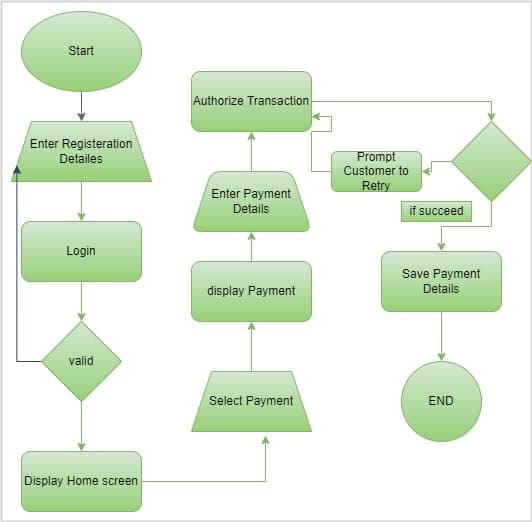 Start
Enter Registeration
Detailes
Login
valid
Display Home screen
Select Payment
display Payment
Enter Payment
Details
Authorize Transaction
Prompt
Customer to
Retry
if succeed
Save Payment
Details
END